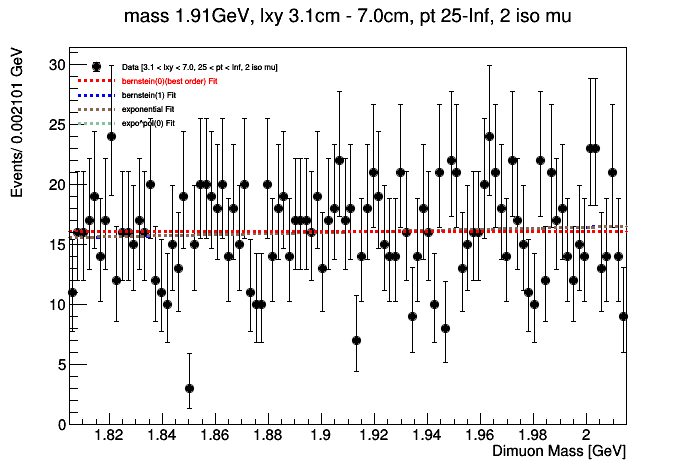 mass 1.91GeV, lxy 3.1cm - 7.0cm, pt 25-Inf, 2 iso mu
Events/ 0.002101 GeV
30
25
20
15
10
5
0
Data [3.1 < lxy < 7.0, 25 < pt < Inf, 2 iso mu]
bernstein(0)(best order) Fit
bernstein(1) Fit
exponential Fit
expo*pol(0) Fit
1.82 1.84 1.86 1.88 1.9 1.92 1.94 1.96 1.98 2
Dimuon Mass [GeV]